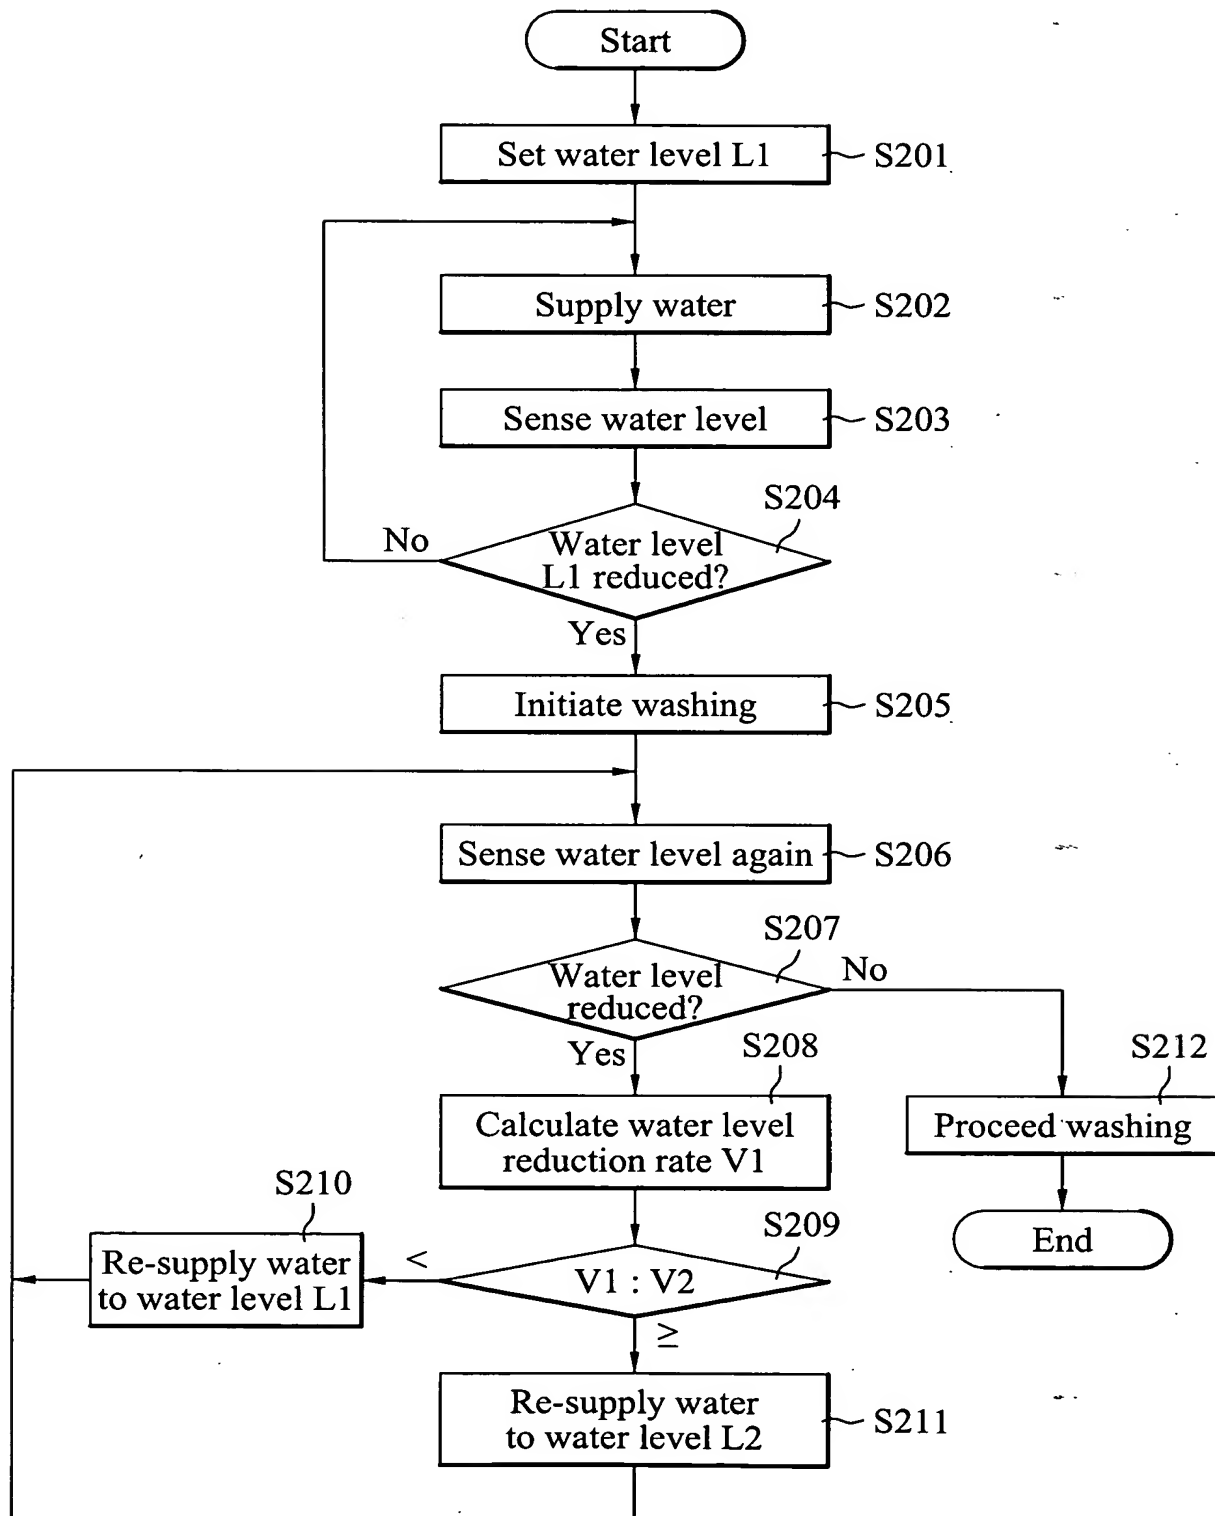 Start
Set water level L1
S201
Supply water
S202
Sense water level
S203
S204
Water level
L1 reduced?
No
Yes
Initiate washing
S205
Sense water level again
S206
S207
Water level
reduced?
No
Yes
S208
Calculate water level
reduction rate V1
S212
Proceed washing
End
S209
V1 : V2
<
S210
Re-supply water
to water level L1
≥
Re-supply water
to water level L2
S211